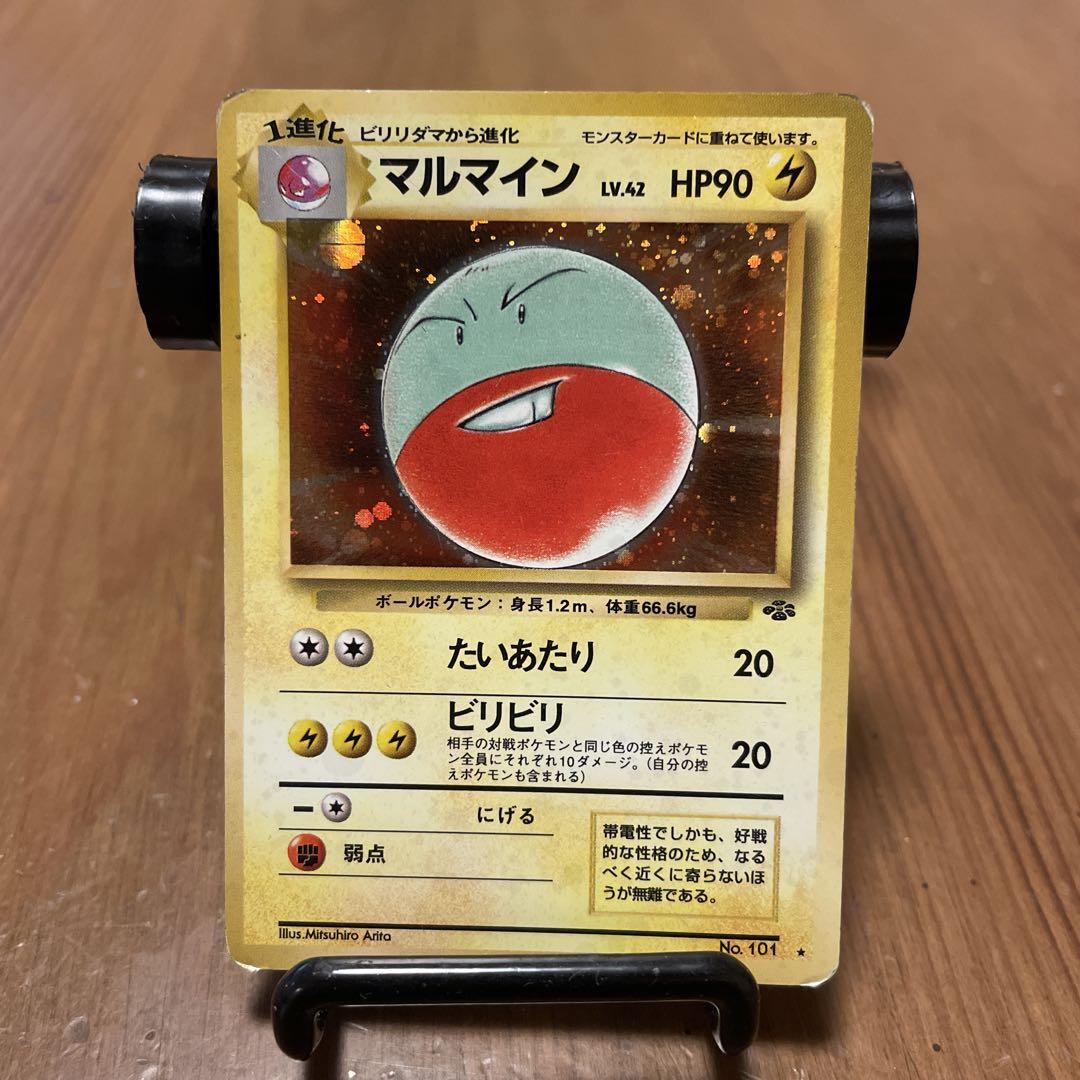 1進化 ビリリダマから進化 モンスターカードに重ねて使います。
マルマイン LV.42 HP90
ボールポケモン：身長1.2m、体重66.6kg
たいあたり 20
ビリビリ 20
相手の対戦ポケモンと同じ色の控えポケモ
ン全員にそれぞれ10ダメージ。（自分の控
えポケモンも含まれる）
にげる
弱点
帯電性でしかも、好戦
的な性格のため、なる
べく近くに寄らないほ
うが無難である。
Illus.Mitsuhiro Arita
No. 101 ★